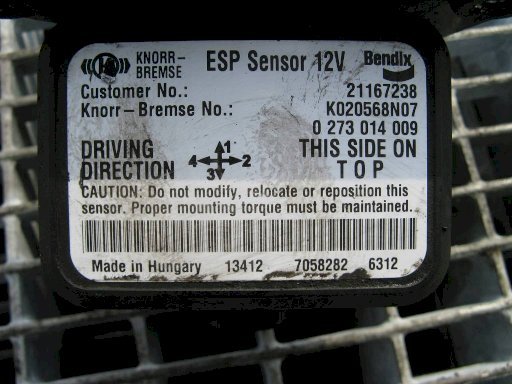 KNORR-BREMSE ESP Sensor 12V Bendix
Customer No.: 21167238
Knorr-Bremse No.: K020568N07
0 273 014 009
DRIVING DIRECTION 1 2 3 4 THIS SIDE ON TOP
CAUTION: Do not modify, relocate or reposition this
sensor. Proper mounting torque must be maintained.
Made in Hungary 13412 7058282 6312